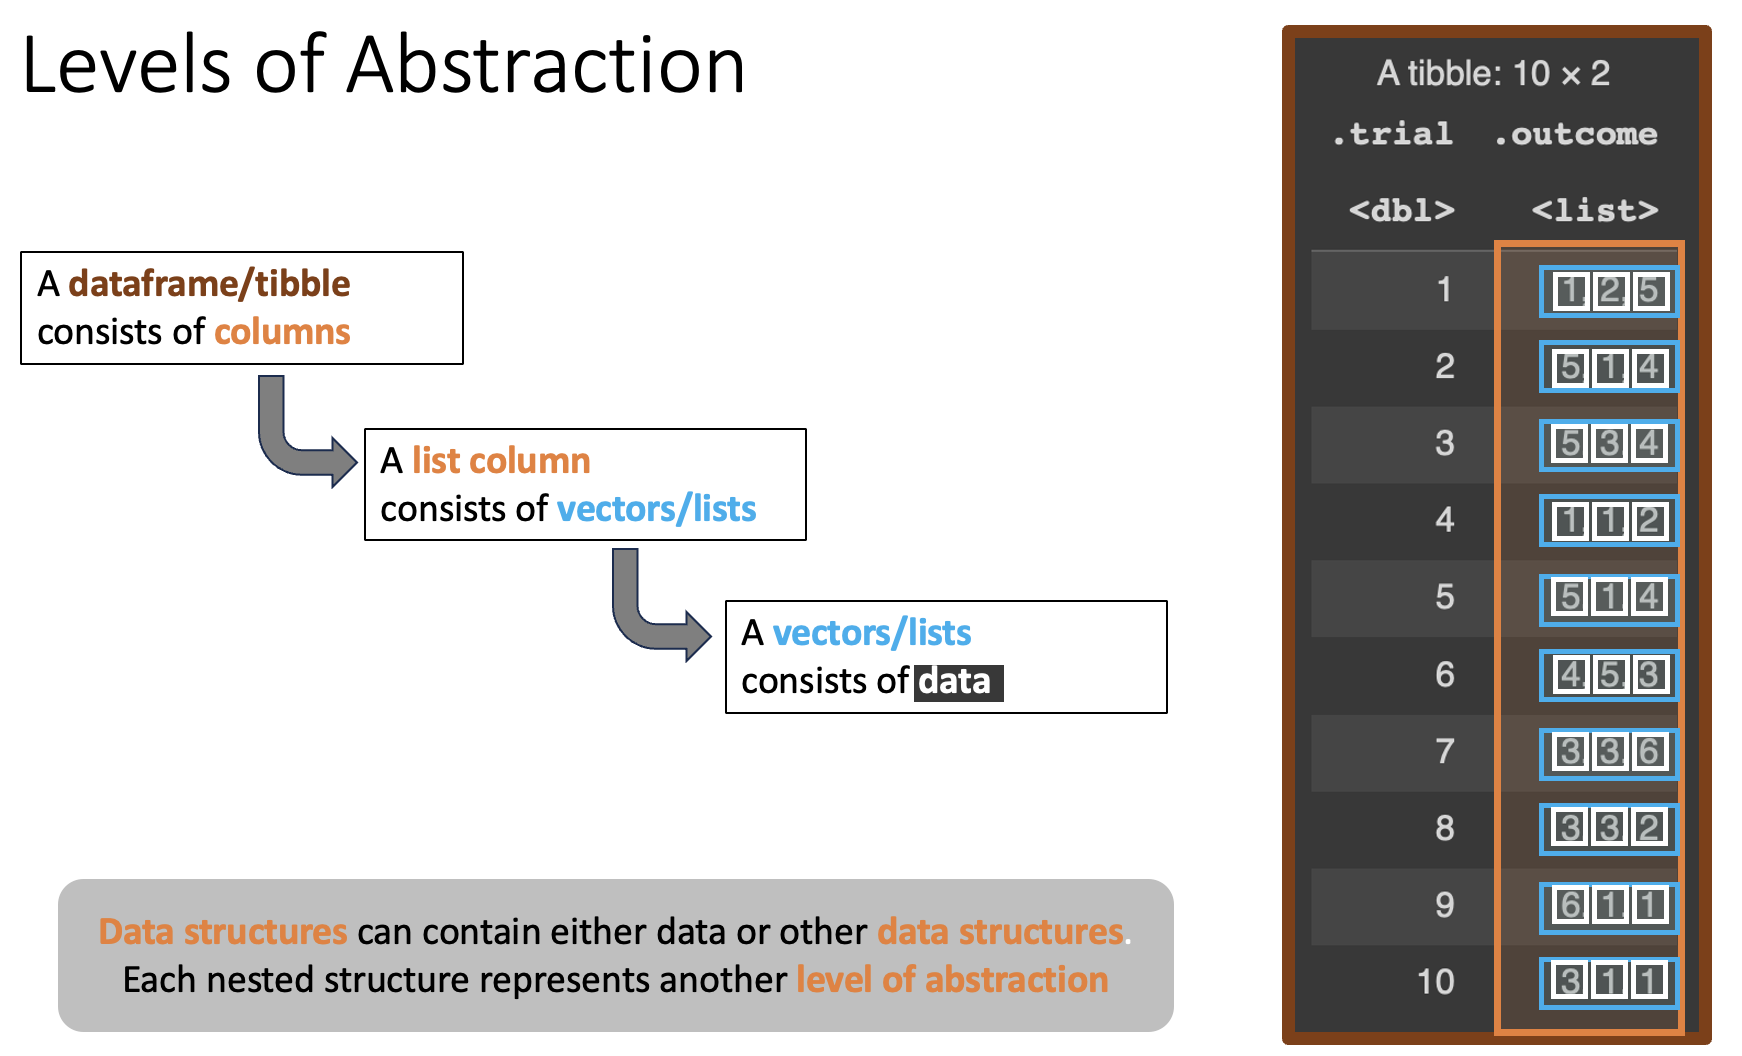 Levels of Abstraction
A dataframe/tibble
consists of columns
A list column
consists of vectors/lists
A vectors/lists
consists of data
Data structures can contain either data or other data structures.
Each nested structure represents another level of abstraction
A tibble: 10 × 2
.trial .outcome
<dbl> <list>
1 1, 2, 5
2 5, 1, 4
3 5, 3, 4
4 1, 1, 2
5 5, 1, 4
6 4, 5, 3
7 3, 3, 6
8 3, 3, 2
9 6, 1, 1
10 3, 1, 1